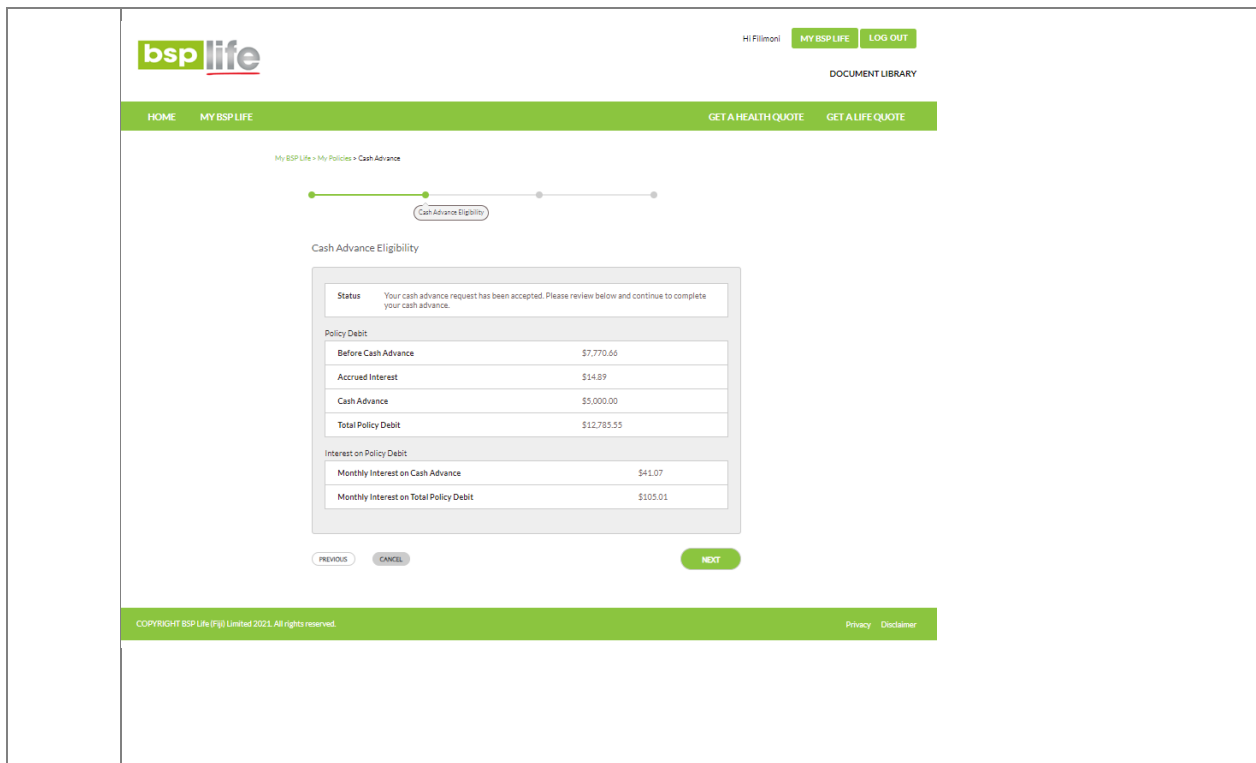 bsp life
Hi Filimoni
MY BSP LIFE
LOG OUT
DOCUMENT LIBRARY
HOME MY BSP LIFE GET A HEALTH QUOTE GET A LIFE QUOTE
My BSP Life > My Policies > Cash Advance
Cash Advance Eligibility
Cash Advance Eligibility
Status Your cash advance request has been accepted. Please review below and continue to complete
your cash advance.
Policy Debit
Before Cash Advance $7,770.66
Accrued Interest $14.89
Cash Advance $5,000.00
Total Policy Debit $12,785.55
Interest on Policy Debit
Monthly Interest on Cash Advance $41.07
Monthly Interest on Total Policy Debit $105.01
PREVIOUS CANCEL NEXT
COPYRIGHT BSP Life (Fiji) Limited 2021. All rights reserved. Privacy Disclaimer